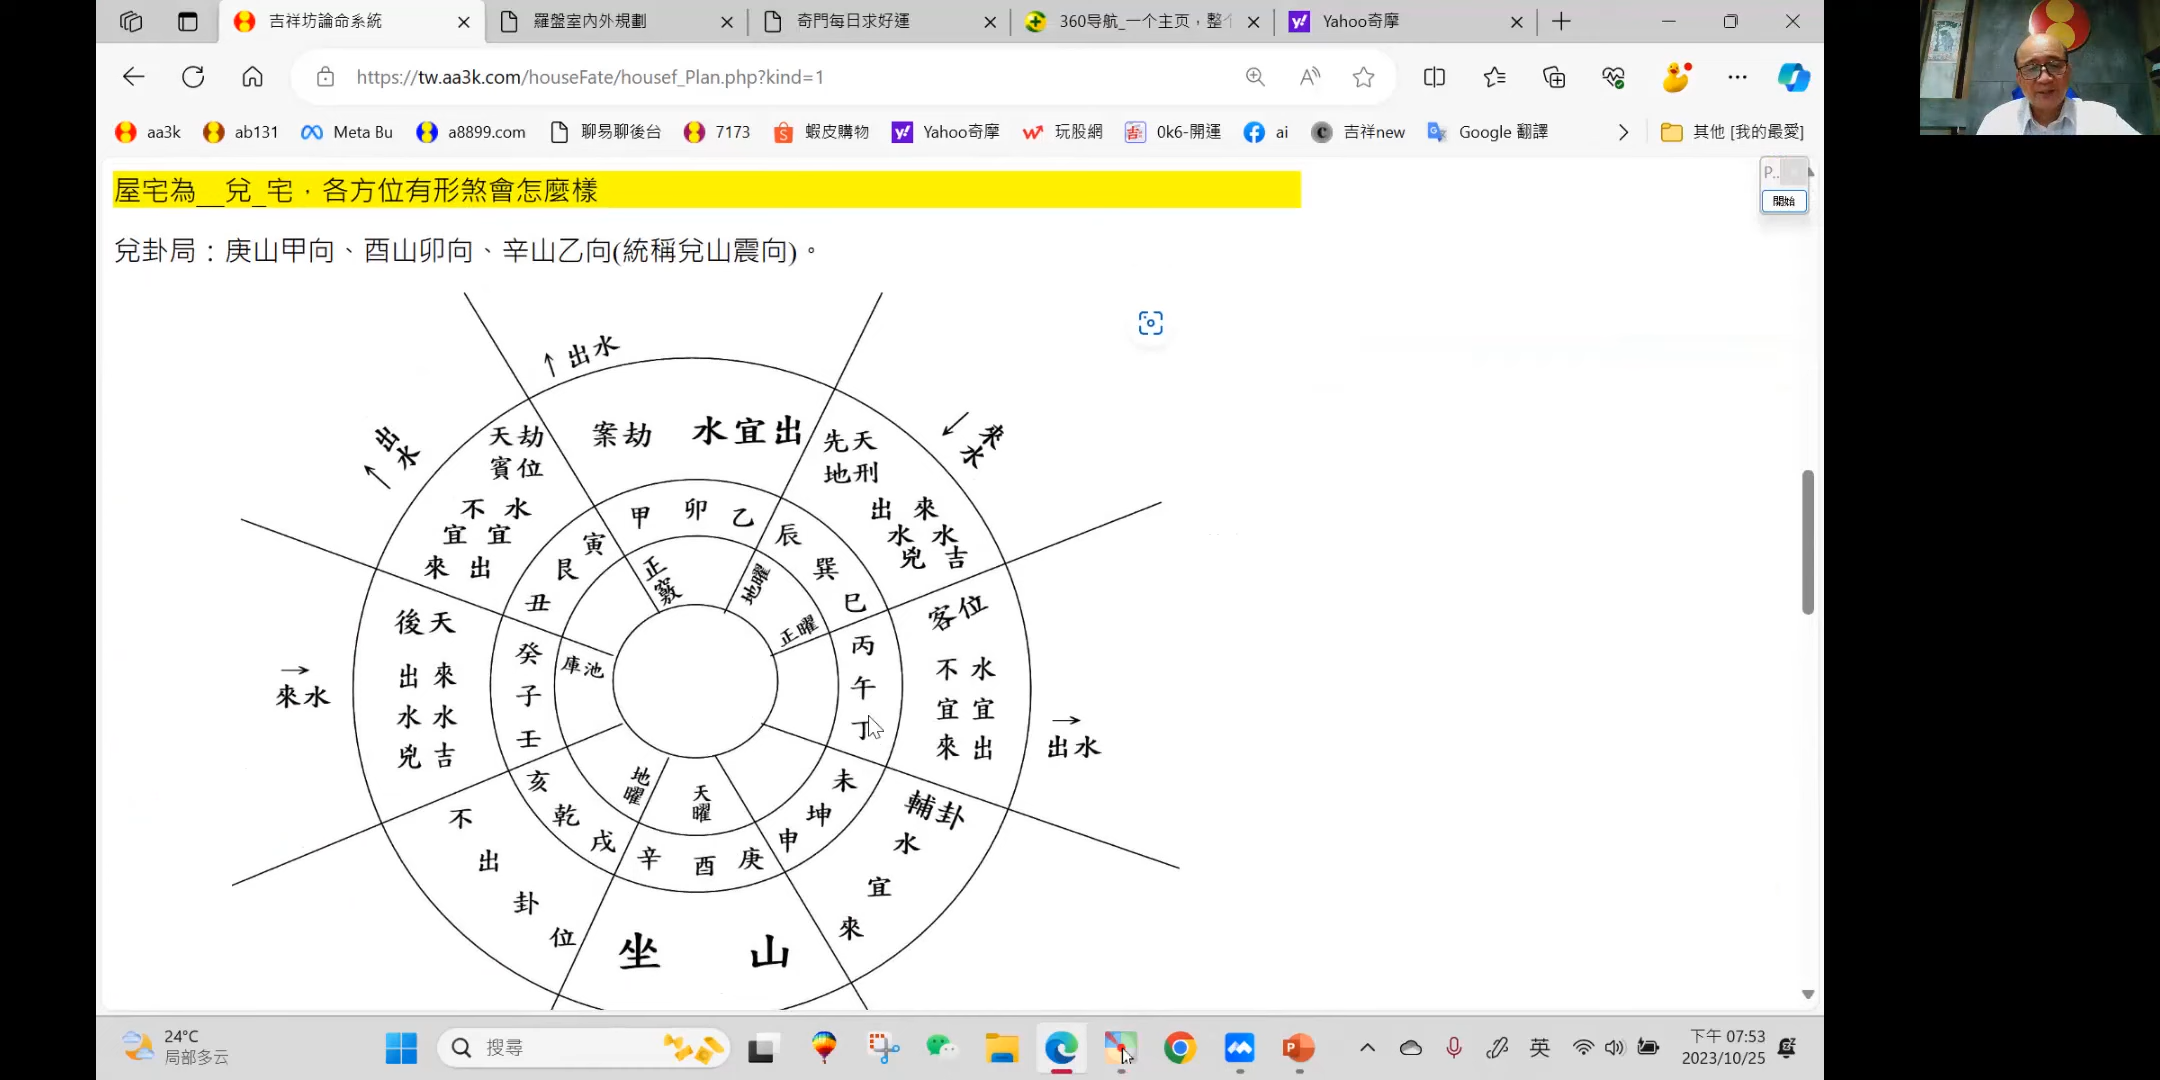 吉祥坊論命系統
羅盤室內外規劃
奇門每日求好運
360导航_一个主页，整个
Yahoo奇摩
https://tw.aa3k.com/houseFate/housef_Plan.php?kind=1
aa3k
ab131
Meta Bu
a8899.com
聊易聊後台
7173
蝦皮購物
Yahoo奇摩
玩股網
0k6-開運
ai
吉祥new
Google 翻譯
其他 [我的最愛]
屋宅為__兌_宅，各方位有形煞會怎麼樣
P..
開始
兌卦局：庚山甲向、酉山卯向、辛山乙向(統稱兌山震向)。
↑出水
案劫 水宜出
↑出水
天劫
賓位
水宜出
不宜來
先天
地刑
來水吉
出水兇
↙來水
甲 卯 乙
辰 巽 巳
丙 午 丁
未 坤 申
庚 酉 辛
戌 乾 亥
壬 子 癸
丑 艮 寅
正竅
地曜
正曜
庫池
地曜
天曜
後天
來水吉
出水兇
→
來水
客位
水宜出
不宜來
→
出水
輔卦
水宜來
不出卦位
坐 山
24°C
局部多云
搜尋
英
下午 07:53
2023/10/25